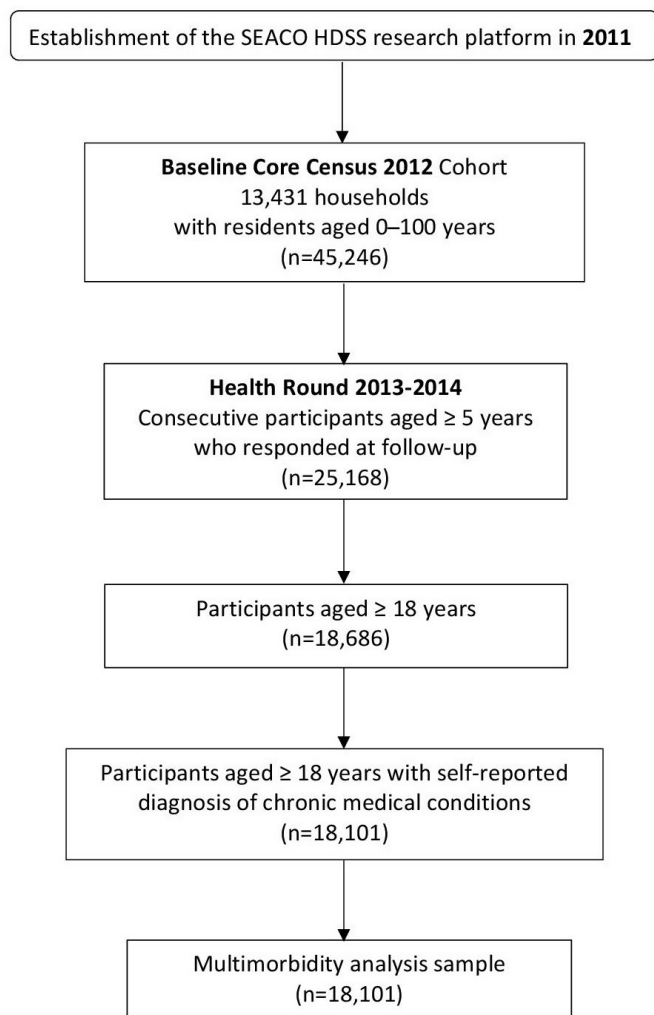 Establishment of the SEACO HDSS research platform in 2011
Baseline Core Census 2012 Cohort
13,431 households
with residents aged 0–100 years
(n=45,246)
Health Round 2013-2014
Consecutive participants aged ≥ 5 years
who responded at follow-up
(n=25,168)
Participants aged ≥ 18 years
(n=18,686)
Participants aged ≥ 18 years with self-reported
diagnosis of chronic medical conditions
(n=18,101)
Multimorbidity analysis sample
(n=18,101)